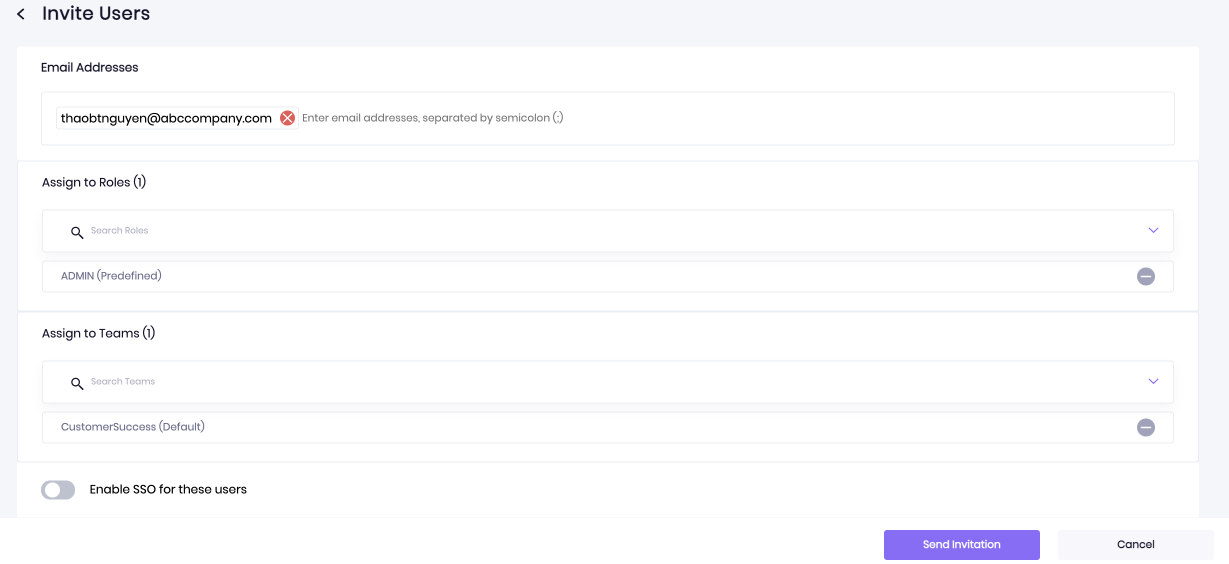 Invite Users
Email Addresses
thaobtnguyen@abccompany.com Enter email addresses, separated by semicolon (;)
Assign to Roles (1)
Search Roles
ADMIN (Predefined)
Assign to Teams (1)
Search Teams
CustomerSuccess (Default)
Enable SSO for these users
Send Invitation Cancel